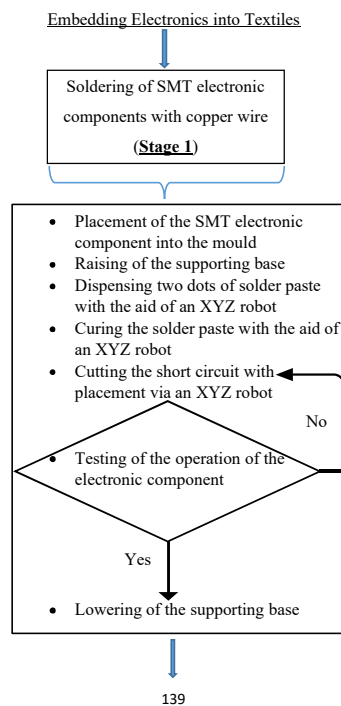 Embedding Electronics into Textiles
Soldering of SMT electronic
components with copper wire
(Stage 1)
• Placement of the SMT electronic
component into the mould
• Raising of the supporting base
• Dispensing two dots of solder paste
with the aid of an XYZ robot
• Curing the solder paste with the aid of
an XYZ robot
• Cutting the short circuit with
placement via an XYZ robot
No
• Testing of the operation of the
electronic component
Yes
• Lowering of the supporting base
139